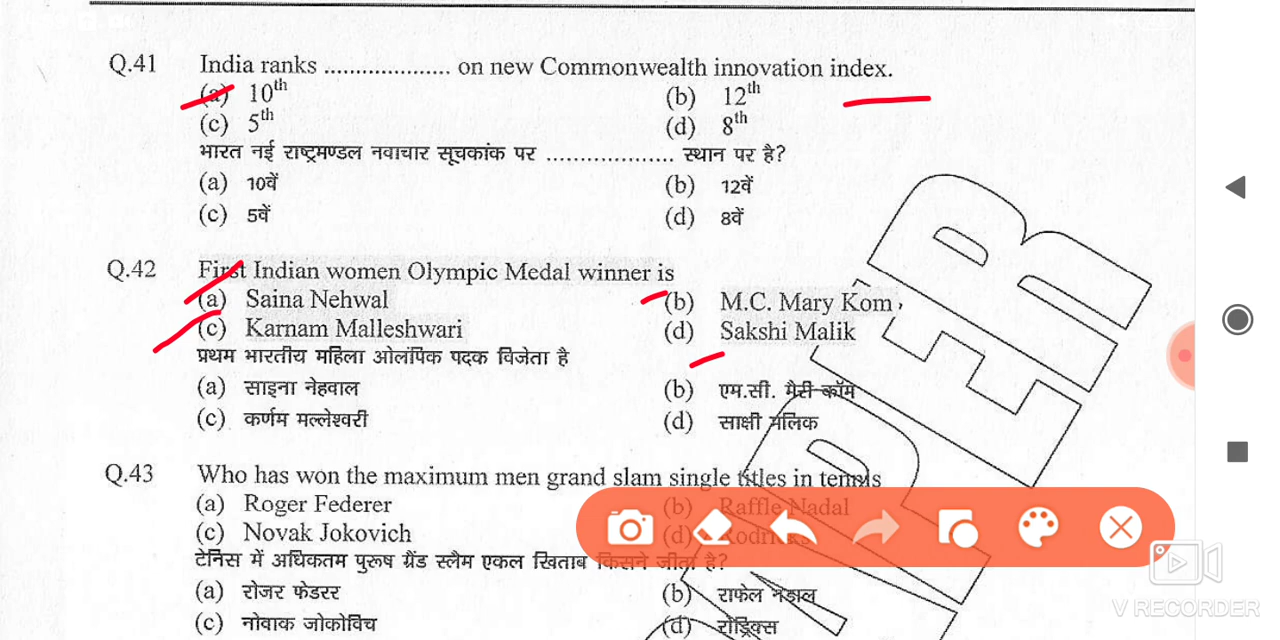 Q.41 India ranks .................... on new Commonwealth innovation index.
(a) 10th (b) 12th
(c) 5th (d) 8th
भारत नई राष्ट्रमण्डल नवाचार सूचकांक पर .................... स्थान पर है?
(a) 10वें (b) 12वें
(c) 5वें (d) 8वें
Q.42 First Indian women Olympic Medal winner is
(a) Saina Nehwal (b) M.C. Mary Kom
(c) Karnam Malleshwari (d) Sakshi Malik
प्रथम भारतीय महिला ओलंपिक पदक विजेता है
(a) साइना नेहवाल (b) एम.सी. मैरी कॉम
(c) कर्णम मल्लेश्वरी (d) साक्षी मलिक
Q.43 Who has won the maximum men grand slam single titles in tennis
(a) Roger Federer (b) Raffle Nadal
(c) Novak Jokovich (d) Rodricks
टेनिस में अधिकतम पुरूष ग्रैंड स्लैम एकल खिताब किसने जीता है?
(a) रोजर फेडरर (b) राफेल नडाल
(c) नोवाक जोकोविच (d) रोड्रिक्स
V RECORDER